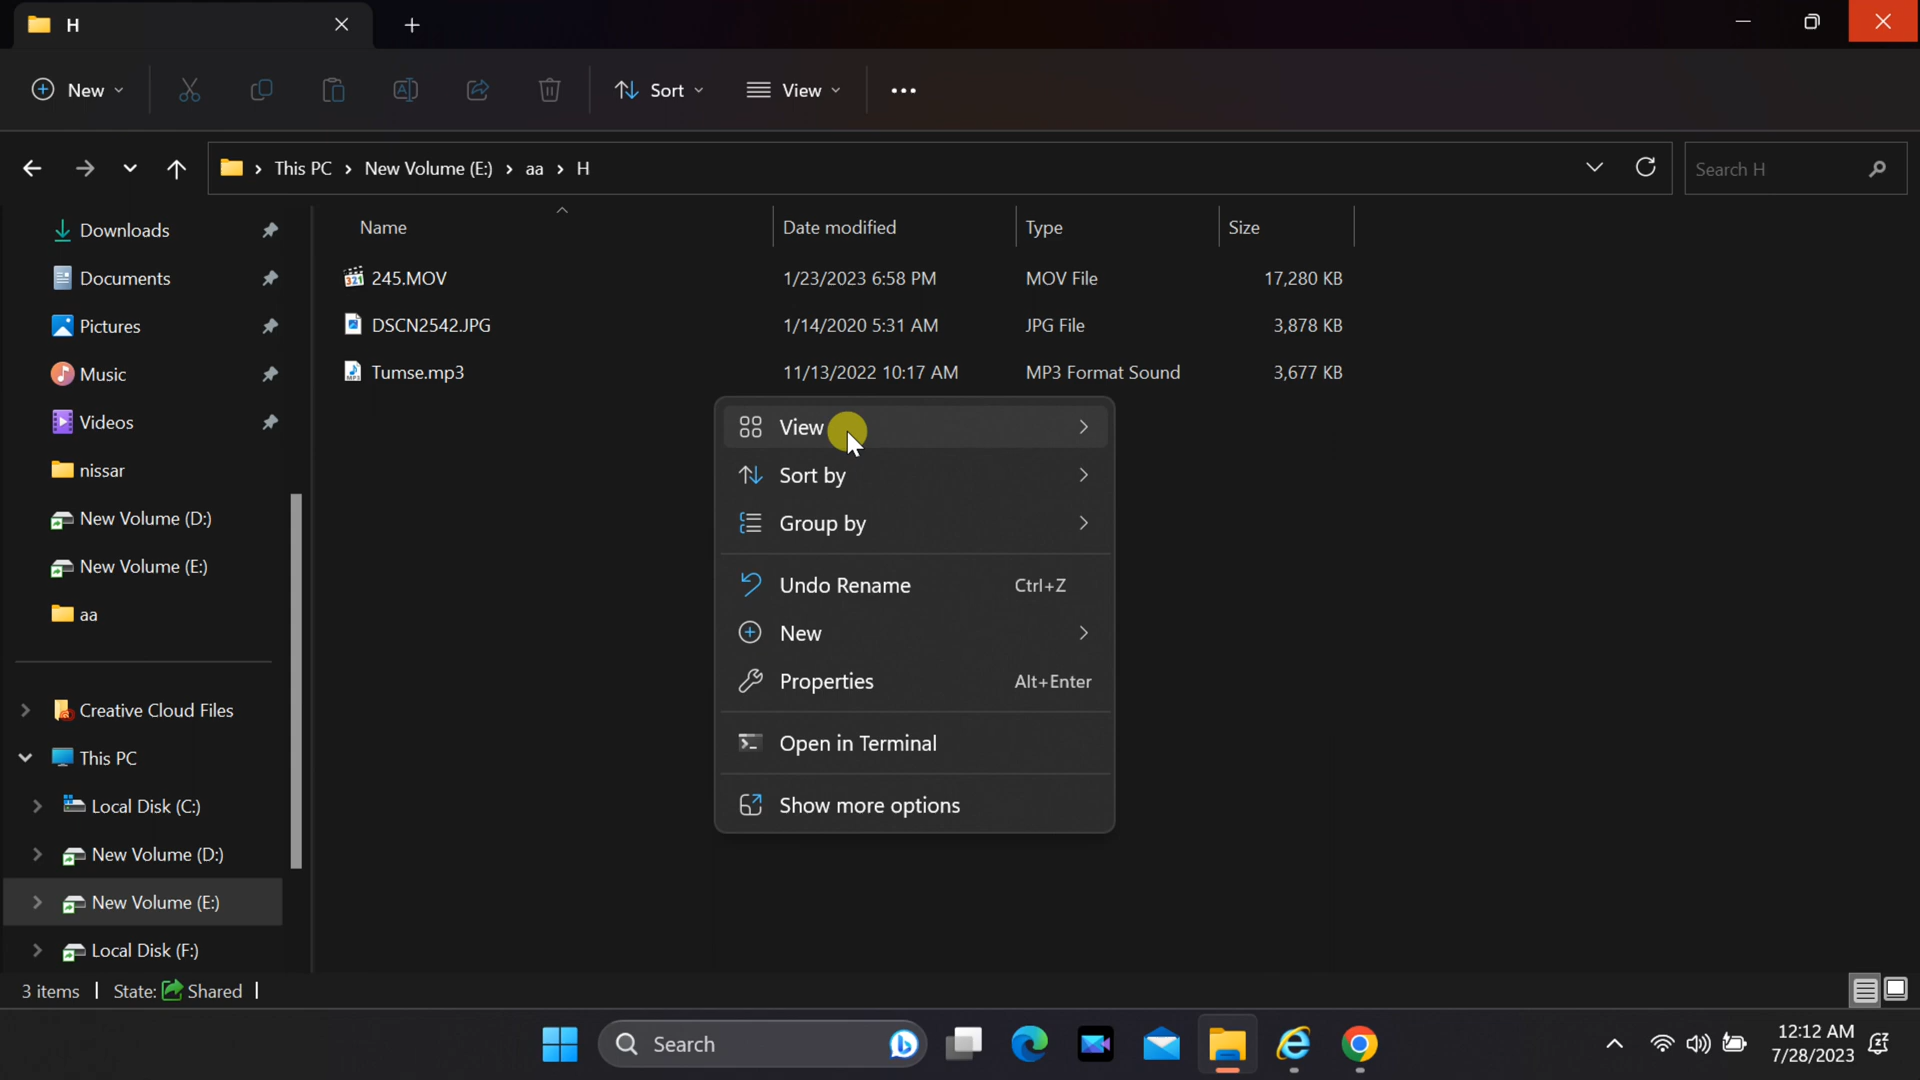 H
New
Sort
View
This PC
New Volume (E:)
aa
H
Search H
Name
Date modified
Type
Size
245.MOV
1/23/2023 6:58 PM
MOV File
17,280 KB
DSCN2542.JPG
1/14/2020 5:31 AM
JPG File
3,878 KB
Tumse.mp3
11/13/2022 10:17 AM
MP3 Format Sound
3,677 KB
Downloads
Documents
Pictures
Music
Videos
nissar
New Volume (D:)
New Volume (E:)
aa
Creative Cloud Files
This PC
Local Disk (C:)
New Volume (D:)
New Volume (E:)
Local Disk (F:)
View
Sort by
Group by
Undo Rename Ctrl+Z
New
Properties Alt+Enter
Open in Terminal
Show more options
3 items
State: Shared
Search
12:12 AM
7/28/2023